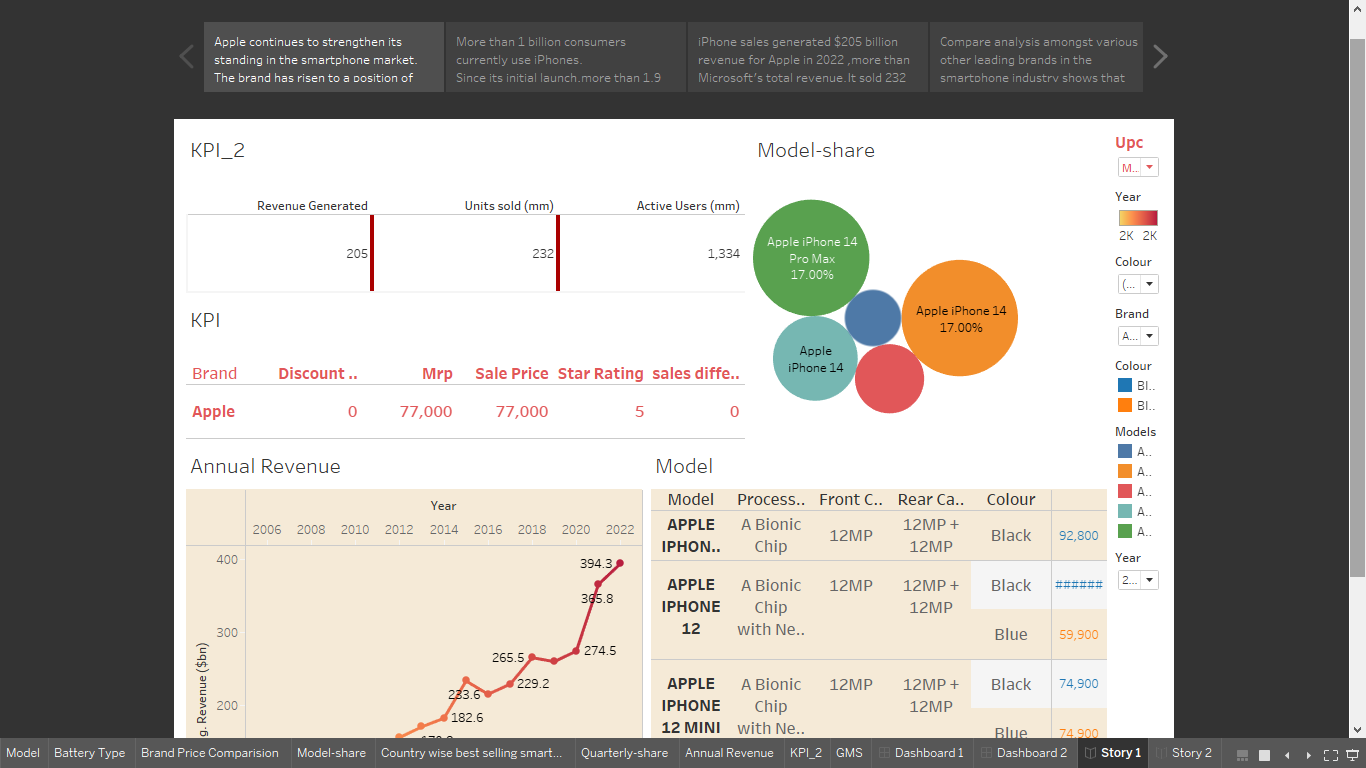 Apple continues to strengthen its
standing in the smartphone market.
The brand has risen to a position of
More than 1 billion consumers
currently use iPhones.
Since its initial launch,more than 1.9
iPhone sales generated $205 billion
revenue for Apple in 2022 ,more than
Microsoft's total revenue.It sold 232
Compare analysis amongst various
other leading brands in the
smartphone industry shows that
KPI_2
Revenue Generated Units sold (mm) Active Users (mm)
205 232 1,334
KPI
Brand Discount .. Mrp Sale Price Star Rating sales diffe..
Apple 0 77,000 77,000 5 0
Model-share
Apple iPhone 14
Pro Max
17.00%
Apple iPhone 14
17.00%
Apple
iPhone 14
Upc
M..
Year
2K 2K
Colour
(...
Brand
A...
Colour
Bl..
Bl..
Models
A..
A..
A..
A..
A..
Year
2...
Annual Revenue
Year
2006 2008 2010 2012 2014 2016 2018 2020 2022
400
300
200
g. Revenue ($bn)
394.3
365.8
274.5
265.5
229.2
233.6
182.6
Model
Model Process.. Front C.. Rear Ca.. Colour
APPLE
IPHON..
A Bionic
Chip
12MP
12MP +
12MP
Black
92,800
APPLE
IPHONE
12
A Bionic
Chip
with Ne..
12MP
12MP +
12MP
Black
######
Blue
59,900
APPLE
IPHONE
12 MINI
A Bionic
Chip
with Ne..
12MP
12MP +
12MP
Black
74,900
Blue
74,900
Model Battery Type Brand Price Comparision Model-share Country wise best selling smart... Quarterly-share Annual Revenue KPI_2 GMS Dashboard 1 Dashboard 2 Story 1 Story 2